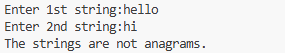 Enter 1st string:hello
Enter 2nd string:hi
The strings are not anagrams.